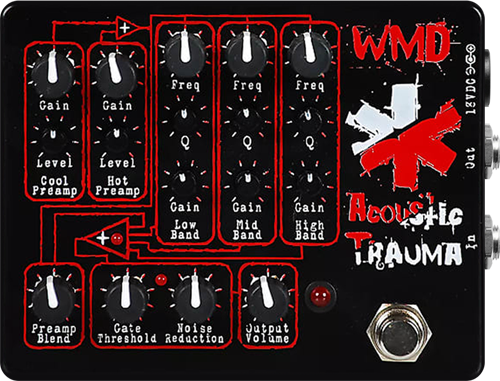 WMD
Acoustic
Trauma
12VDC
Out
In
+
Gain
Gain
Level
Level
Cool
Preamp
Hot
Preamp
Freq
Freq
Freq
Q
Q
Q
Gain
Gain
Gain
Low
Band
Mid
Band
High
Band
+
Preamp
Blend
Gate
Threshold
Noise
Reduction
Output
Volume